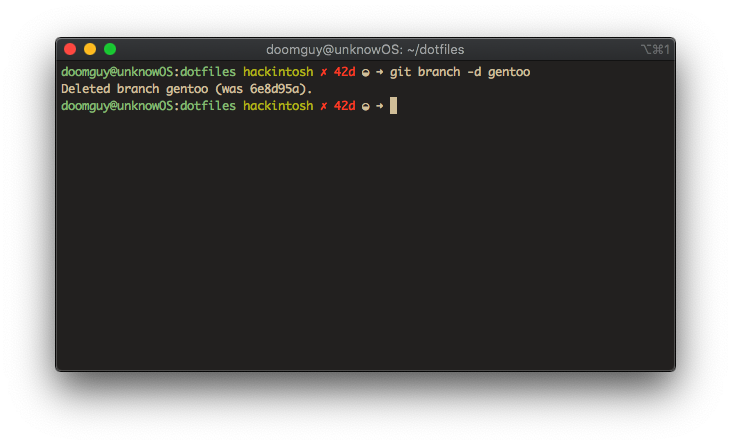 doomguy@unknowOS: ~/dotfiles
⌥⌘1
doomguy@unknowOS:dotfiles hackintosh ✗ 42d ◒ ➜ git branch -d gentoo
Deleted branch gentoo (was 6e8d95a).
doomguy@unknowOS:dotfiles hackintosh ✗ 42d ◒ ➜